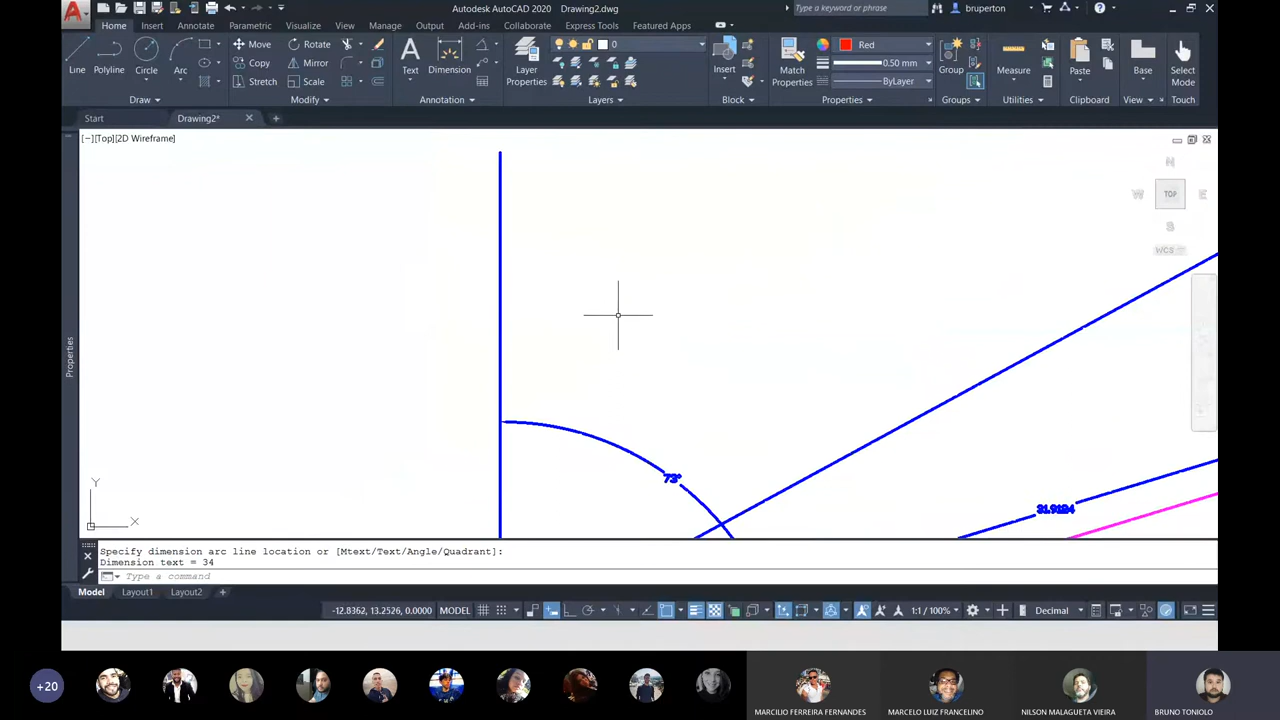 Autodesk AutoCAD 2020 Drawing2.dwg
Type a keyword or phrase
bruperton
Home Insert Annotate Parametric Visualize View Manage Output Add-ins Collaborate Express Tools Featured Apps
Line Polyline Circle Arc
Move Rotate
Copy Mirror
Stretch Scale
Text Dimension
Layer Properties
0
Insert
Match Properties
Red
0.50 mm
ByLayer
Group
Measure
Paste
Base
Select Mode
Draw Modify Annotation Layers Block Properties Groups Utilities Clipboard View Touch
Start Drawing2*
[−][Top][2D Wireframe]
N
W TOP E
S
WCS
Properties
73°
31.9124
Y
X
Specify dimension arc line location or [Mtext/Text/Angle/Quadrant]:
Dimension text = 34
Type a command
Model Layout1 Layout2 +
-12.8362, 13.2526, 0.0000 MODEL 1:1 / 100% Decimal
+20
MARCILIO FERREIRA FERNANDES MARCELO LUIZ FRANCELINO NILSON MALAGUETA VIEIRA BRUNO TONIOLO